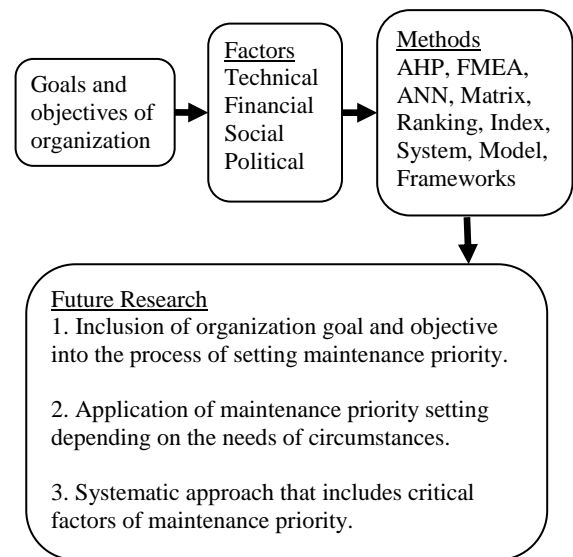 Goals and
objectives of
organization
Factors
Technical
Financial
Social
Political
Methods
AHP, FMEA,
ANN, Matrix,
Ranking, Index,
System, Model,
Frameworks
Future Research
1. Inclusion of organization goal and objective
into the process of setting maintenance priority.
2. Application of maintenance priority setting
depending on the needs of circumstances.
3. Systematic approach that includes critical
factors of maintenance priority.